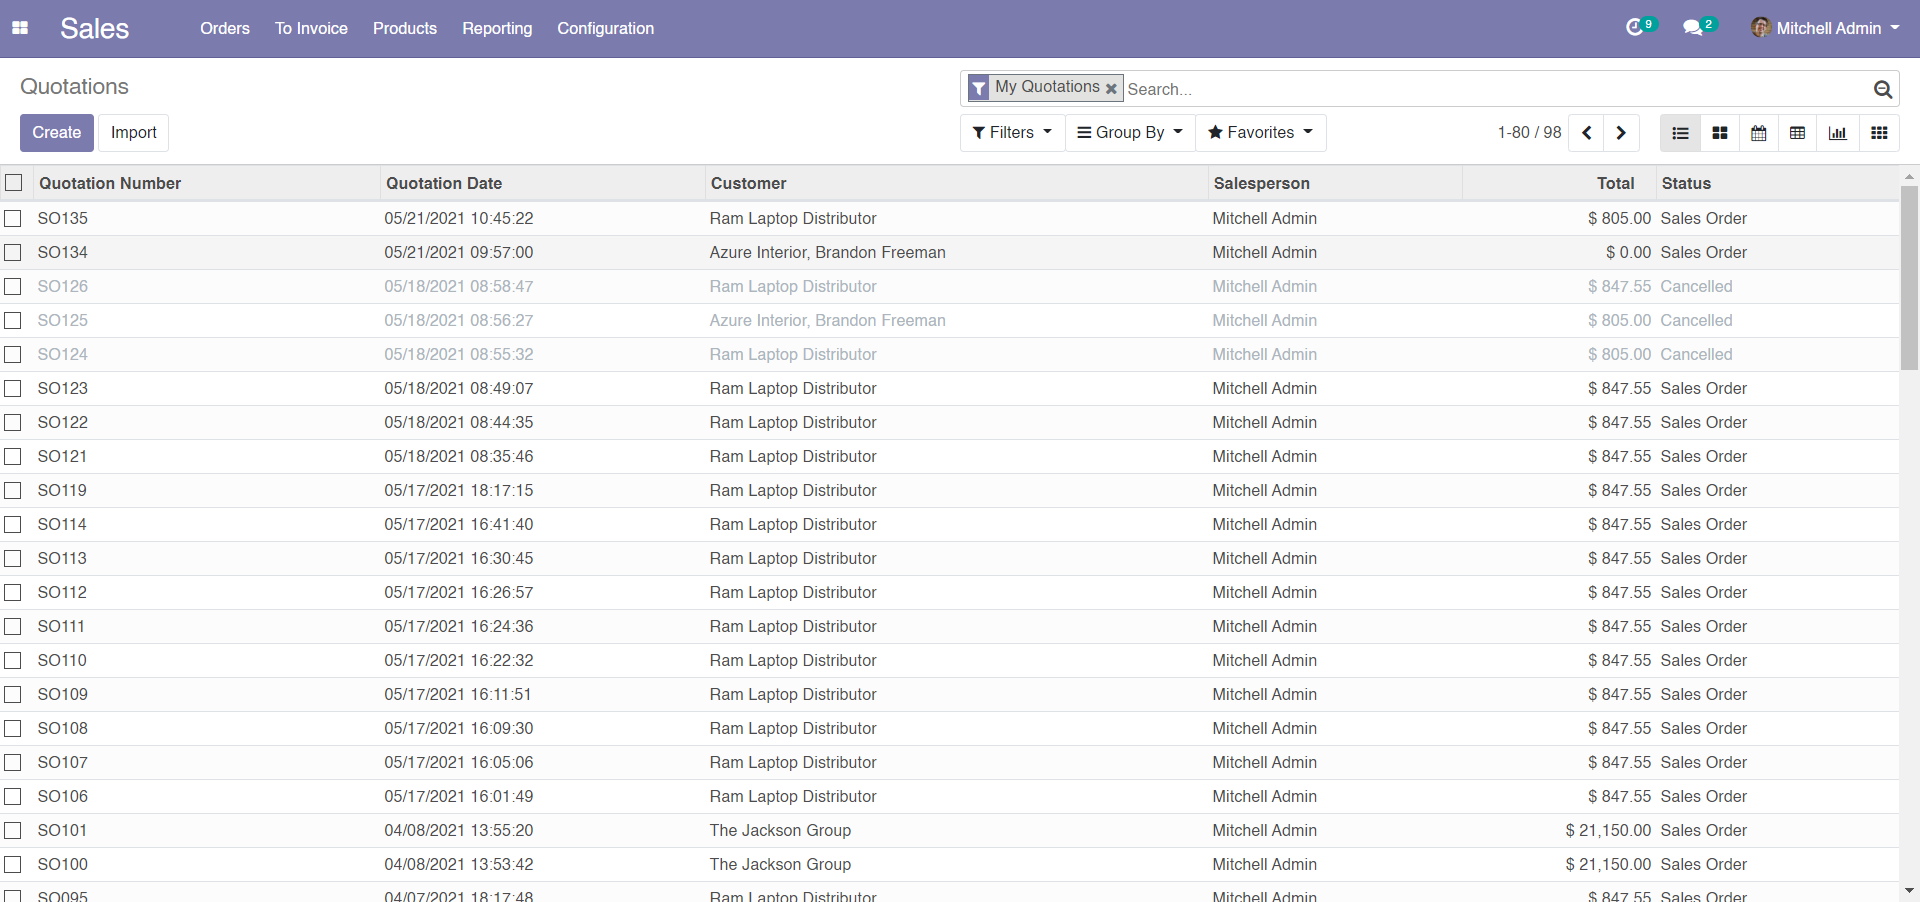 Sales Orders To Invoice Products Reporting Configuration 9 2 Mitchell Admin
Quotations My Quotations Search...
Create Import Filters Group By Favorites 1-80 / 98
Quotation Number Quotation Date Customer Salesperson Total Status
SO135 05/21/2021 10:45:22 Ram Laptop Distributor Mitchell Admin $ 805.00 Sales Order
SO134 05/21/2021 09:57:00 Azure Interior, Brandon Freeman Mitchell Admin $ 0.00 Sales Order
SO126 05/18/2021 08:58:47 Ram Laptop Distributor Mitchell Admin $ 847.55 Cancelled
SO125 05/18/2021 08:56:27 Azure Interior, Brandon Freeman Mitchell Admin $ 805.00 Cancelled
SO124 05/18/2021 08:55:32 Ram Laptop Distributor Mitchell Admin $ 805.00 Cancelled
SO123 05/18/2021 08:49:07 Ram Laptop Distributor Mitchell Admin $ 847.55 Sales Order
SO122 05/18/2021 08:44:35 Ram Laptop Distributor Mitchell Admin $ 847.55 Sales Order
SO121 05/18/2021 08:35:46 Ram Laptop Distributor Mitchell Admin $ 847.55 Sales Order
SO119 05/17/2021 18:17:15 Ram Laptop Distributor Mitchell Admin $ 847.55 Sales Order
SO114 05/17/2021 16:41:40 Ram Laptop Distributor Mitchell Admin $ 847.55 Sales Order
SO113 05/17/2021 16:30:45 Ram Laptop Distributor Mitchell Admin $ 847.55 Sales Order
SO112 05/17/2021 16:26:57 Ram Laptop Distributor Mitchell Admin $ 847.55 Sales Order
SO111 05/17/2021 16:24:36 Ram Laptop Distributor Mitchell Admin $ 847.55 Sales Order
SO110 05/17/2021 16:22:32 Ram Laptop Distributor Mitchell Admin $ 847.55 Sales Order
SO109 05/17/2021 16:11:51 Ram Laptop Distributor Mitchell Admin $ 847.55 Sales Order
SO108 05/17/2021 16:09:30 Ram Laptop Distributor Mitchell Admin $ 847.55 Sales Order
SO107 05/17/2021 16:05:06 Ram Laptop Distributor Mitchell Admin $ 847.55 Sales Order
SO106 05/17/2021 16:01:49 Ram Laptop Distributor Mitchell Admin $ 847.55 Sales Order
SO101 04/08/2021 13:55:20 The Jackson Group Mitchell Admin $ 21,150.00 Sales Order
SO100 04/08/2021 13:53:42 The Jackson Group Mitchell Admin $ 21,150.00 Sales Order
SO095 04/07/2021 18:17:48 Ram Laptop Distributor Mitchell Admin $ 847.55 Sales Order